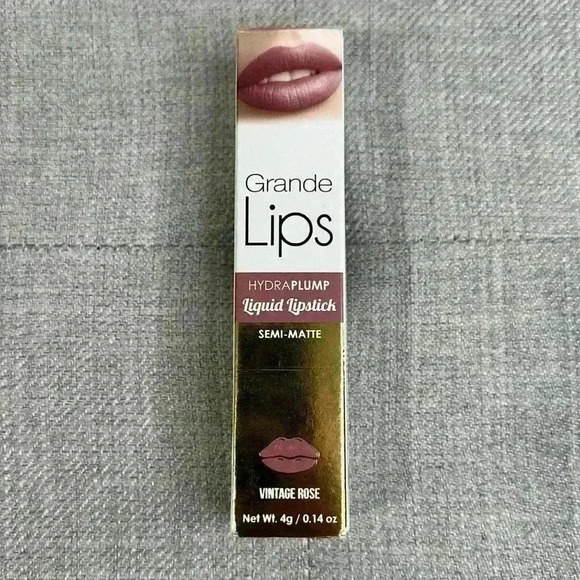 Grande
Lips
HYDRAPLUMP
Liquid Lipstick
SEMI-MATTE
VINTAGE ROSE
Net Wt. 4g / 0.14 oz